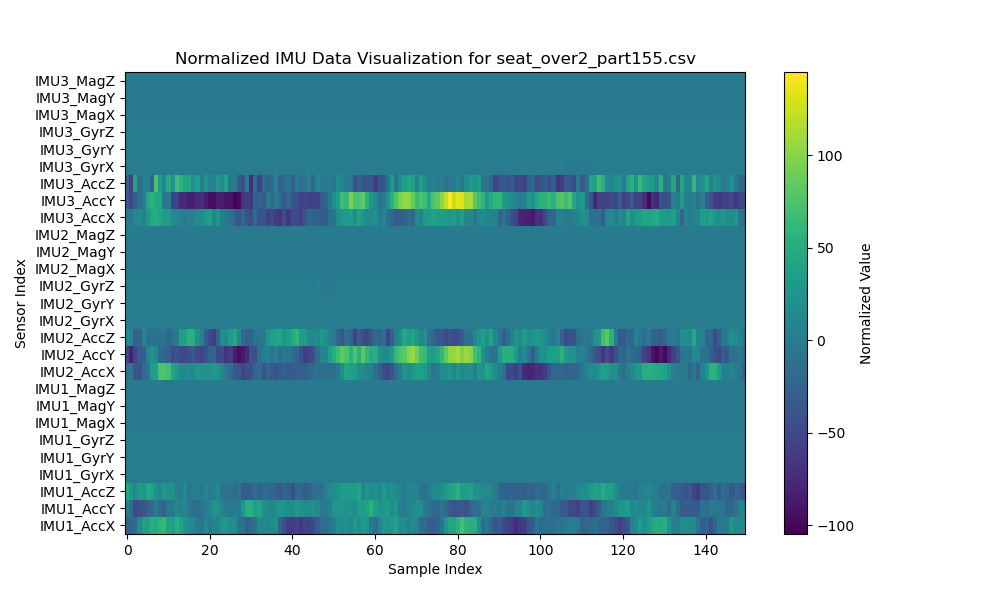 Normalized IMU Data Visualization for seat_over2_part155.csv
IMU3_MagZ
IMU3_MagY
IMU3_MagX
IMU3_GyrZ
IMU3_GyrY
IMU3_GyrX
IMU3_AccZ
IMU3_AccY
IMU3_AccX
IMU2_MagZ
IMU2_MagY
IMU2_MagX
IMU2_GyrZ
IMU2_GyrY
IMU2_GyrX
IMU2_AccZ
IMU2_AccY
IMU2_AccX
IMU1_MagZ
IMU1_MagY
IMU1_MagX
IMU1_GyrZ
IMU1_GyrY
IMU1_GyrX
IMU1_AccZ
IMU1_AccY
IMU1_AccX
Sensor Index
0 20 40 60 80 100 120 140
Sample Index
100
50
0
−50
−100
Normalized Value